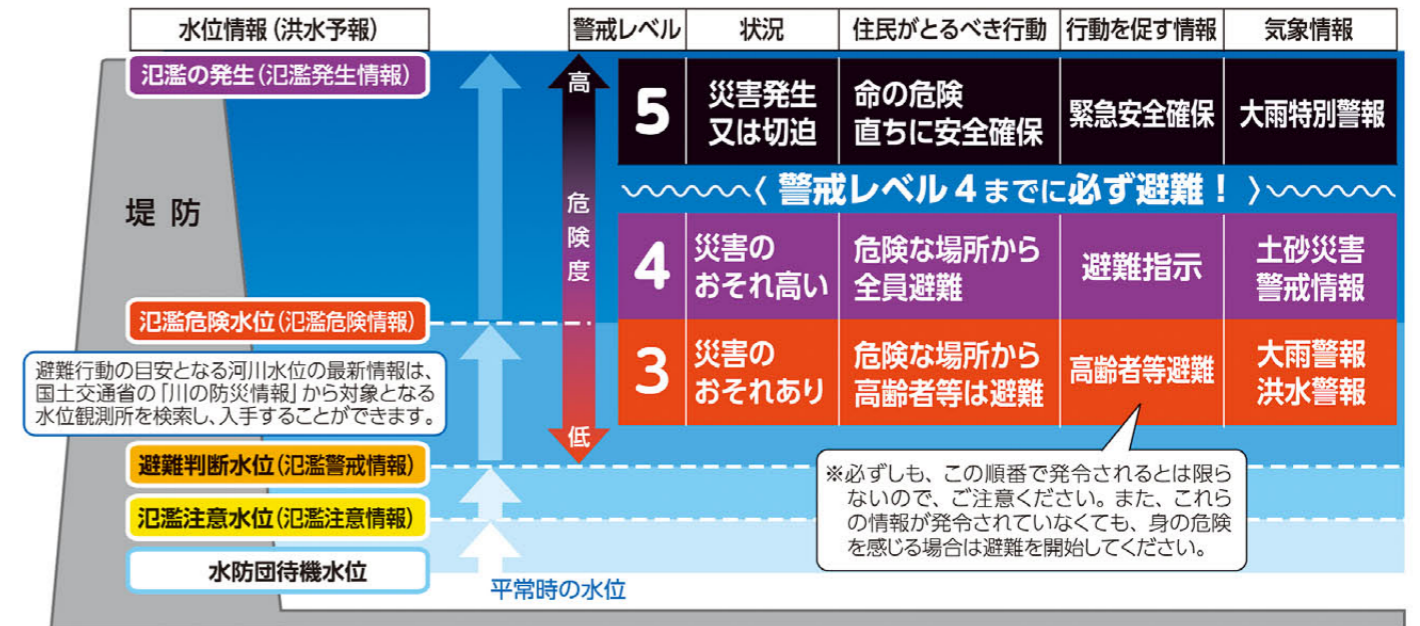 水位情報(洪水予報)
警戒レベル 状況 住民がとるべき行動 行動を促す情報 気象情報
氾濫の発生(氾濫発生情報)
堤防
氾濫危険水位(氾濫危険情報)
避難行動の目安となる河川水位の最新情報は、
国土交通省の「川の防災情報」から対象となる
水位観測所を検索し、入手することができます。
避難判断水位(氾濫警戒情報)
氾濫注意水位(氾濫注意情報)
水防団待機水位
平常時の水位
高
危険度
低
5
災害発生
又は切迫
命の危険
直ちに安全確保
緊急安全確保
大雨特別警報
〈 警戒レベル4までに必ず避難! 〉
4
災害の
おそれ高い
危険な場所から
全員避難
避難指示
土砂災害
警戒情報
3
災害の
おそれあり
危険な場所から
高齢者等は避難
高齢者等避難
大雨警報
洪水警報
※必ずしも、この順番で発令されるとは限ら
ないので、ご注意ください。また、これら
の情報が発令されていなくても、身の危険
を感じる場合は避難を開始してください。